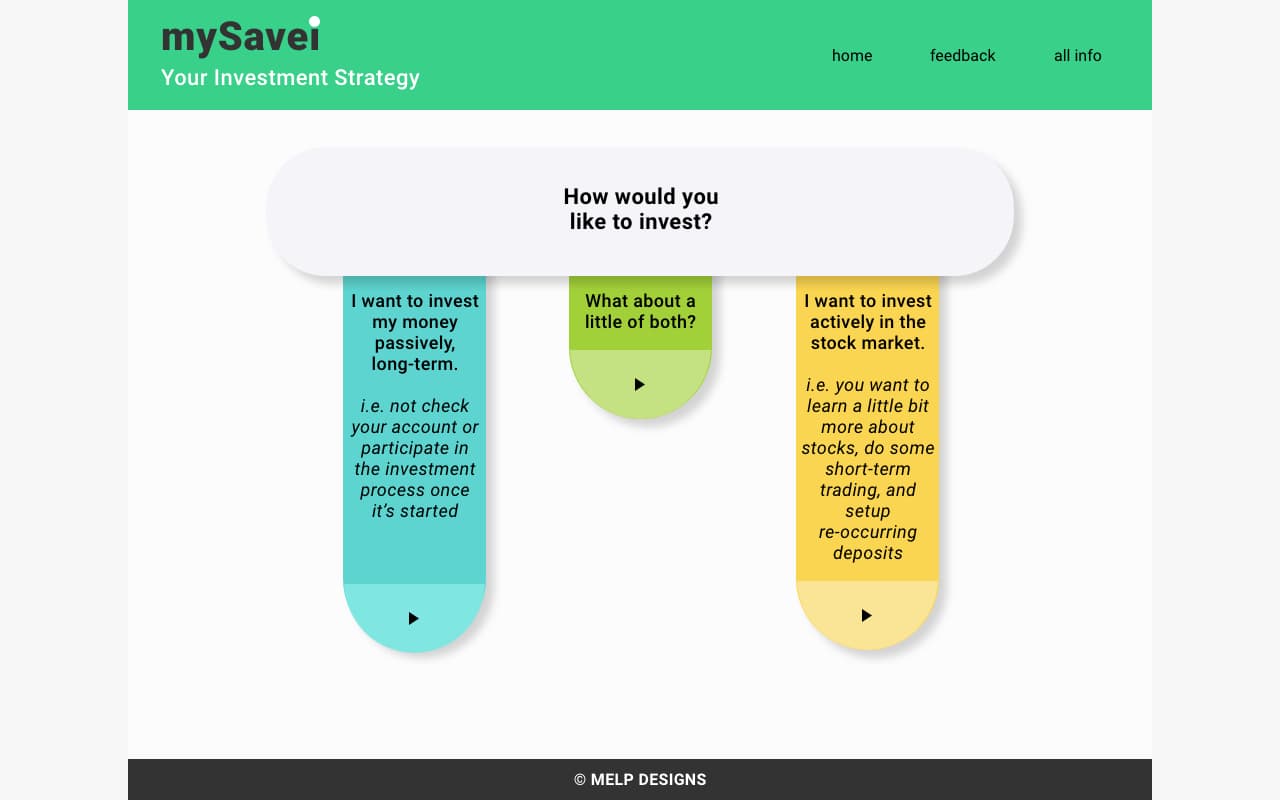 mySavei
Your Investment Strategy
home
feedback
all info
How would you
like to invest?
I want to invest
my money
passively,
long-term.
i.e. not check
your account or
participate in
the investment
process once
it’s started
What about a
little of both?
I want to invest
actively in the
stock market.
i.e. you want to
learn a little bit
more about
stocks, do some
short-term
trading, and
setup
re-occurring
deposits
© MELP DESIGNS